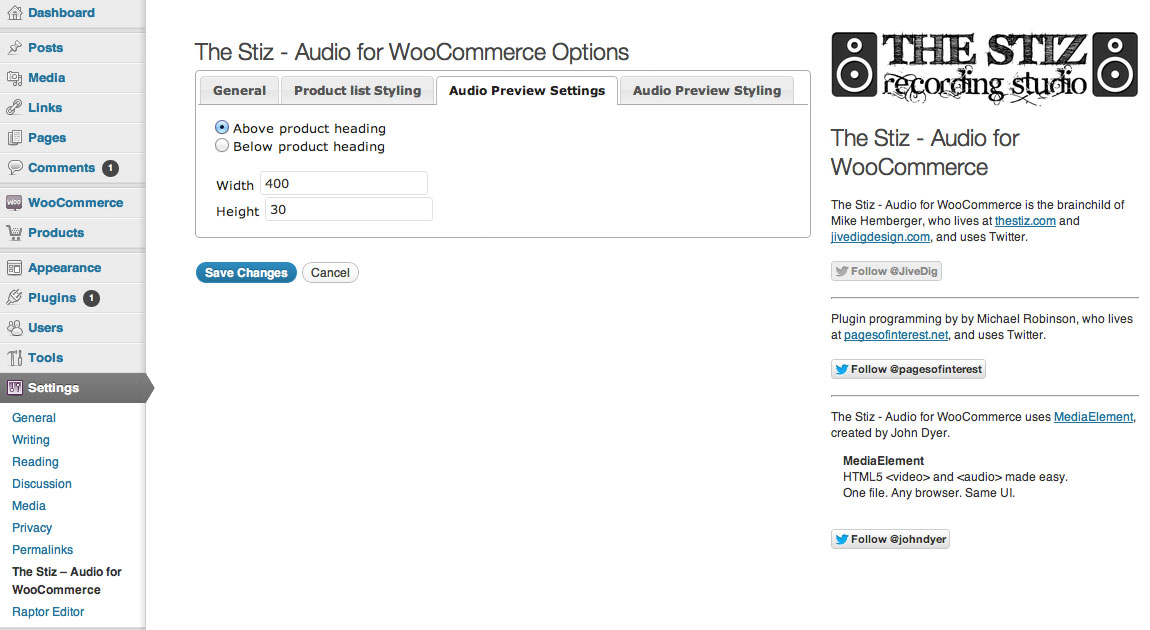 Dashboard
Posts
Media
Links
Pages
Comments 1
WooCommerce
Products
Appearance
Plugins 1
Users
Tools
Settings
General
Writing
Reading
Discussion
Media
Privacy
Permalinks
The Stiz – Audio for
WooCommerce
Raptor Editor
The Stiz - Audio for WooCommerce Options
General
Product list Styling
Audio Preview Settings
Audio Preview Styling
Above product heading
Below product heading
Width 400
Height 30
Save Changes
Cancel
THE STIZ
recording studio
The Stiz - Audio for
WooCommerce
The Stiz - Audio for WooCommerce is the brainchild of
Mike Hemberger, who lives at thestiz.com and
jivedigdesign.com, and uses Twitter.
Follow @JiveDig
Plugin programming by by Michael Robinson, who lives
at pagesofinterest.net, and uses Twitter.
Follow @pagesofinterest
The Stiz - Audio for WooCommerce uses MediaElement,
created by John Dyer.
MediaElement
HTML5 <video> and <audio> made easy.
One file. Any browser. Same UI.
Follow @johndyer